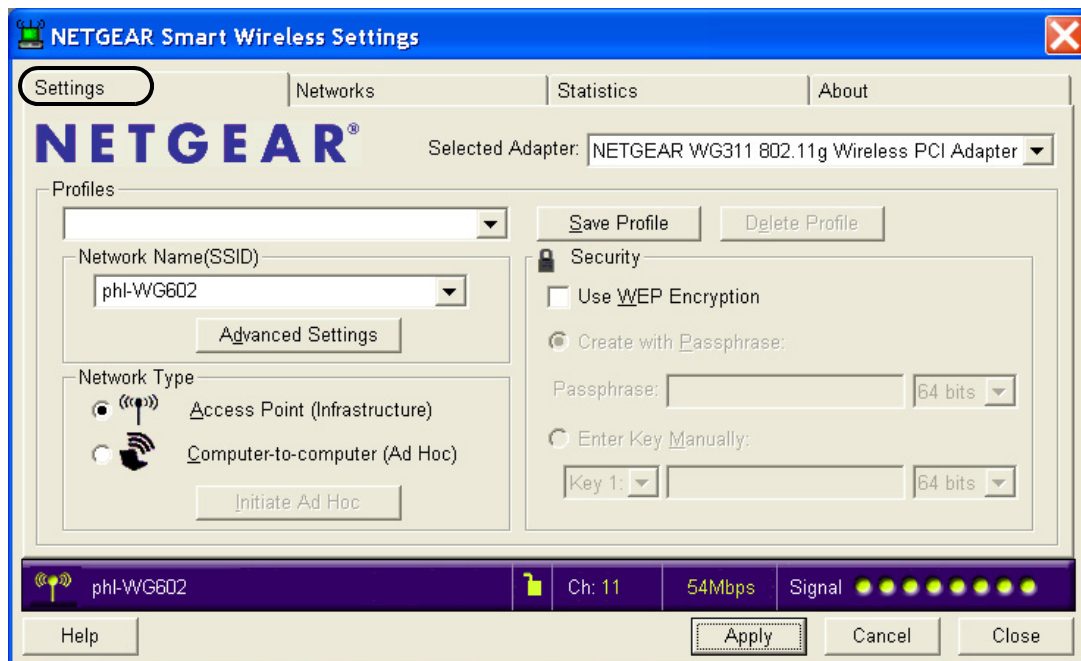 NETGEAR Smart Wireless Settings
Settings
Networks
Statistics
About
NETGEAR®
Selected Adapter: NETGEAR WG311 802.11g Wireless PCI Adapter
Profiles
Save Profile
Delete Profile
Network Name(SSID)
phl-WG602
Advanced Settings
Network Type
Access Point (Infrastructure)
Computer-to-computer (Ad Hoc)
Initiate Ad Hoc
Security
Use WEP Encryption
Create with Passphrase:
Passphrase: 64 bits
Enter Key Manually:
Key 1: 64 bits
phl-WG602 Ch: 11 54Mbps Signal
Help Apply Cancel Close